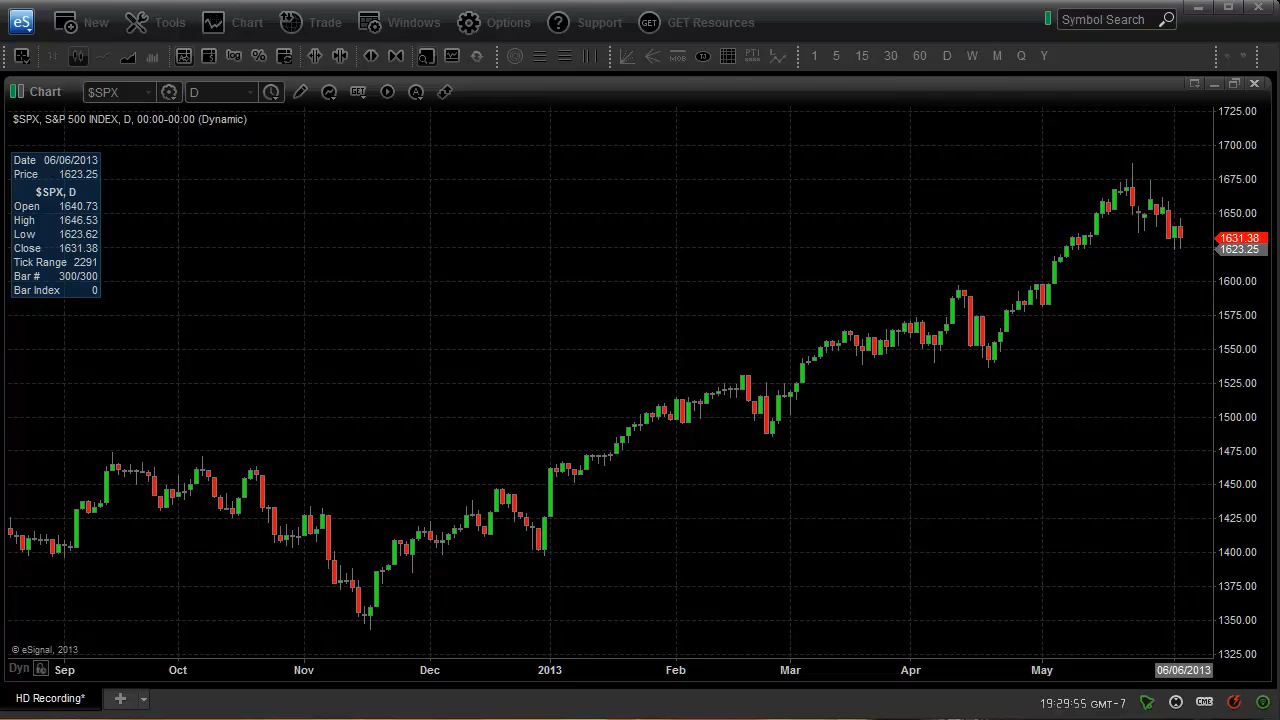 eS New Tools Chart Trade Windows Options ? Support GET GET Resources Symbol Search
log % MOB PTI 1 5 15 30 60 D W M Q Y
Chart $SPX D GET A
$SPX, S&P 500 INDEX, D, 00:00-00:00 (Dynamic)
Date 06/06/2013
Price 1623.25
$SPX, D
Open 1640.73
High 1646.53
Low 1623.62
Close 1631.38
Tick Range 2291
Bar # 300/300
Bar Index 0
1725.00
1700.00
1675.00
1650.00
1631.38
1623.25
1600.00
1575.00
1550.00
1525.00
1500.00
1475.00
1450.00
1425.00
1400.00
1375.00
1350.00
1325.00
© eSignal, 2013
Dyn Sep Oct Nov Dec 2013 Feb Mar Apr May 06/06/2013
HD Recording* + 19:29:55 GMT-7 CME